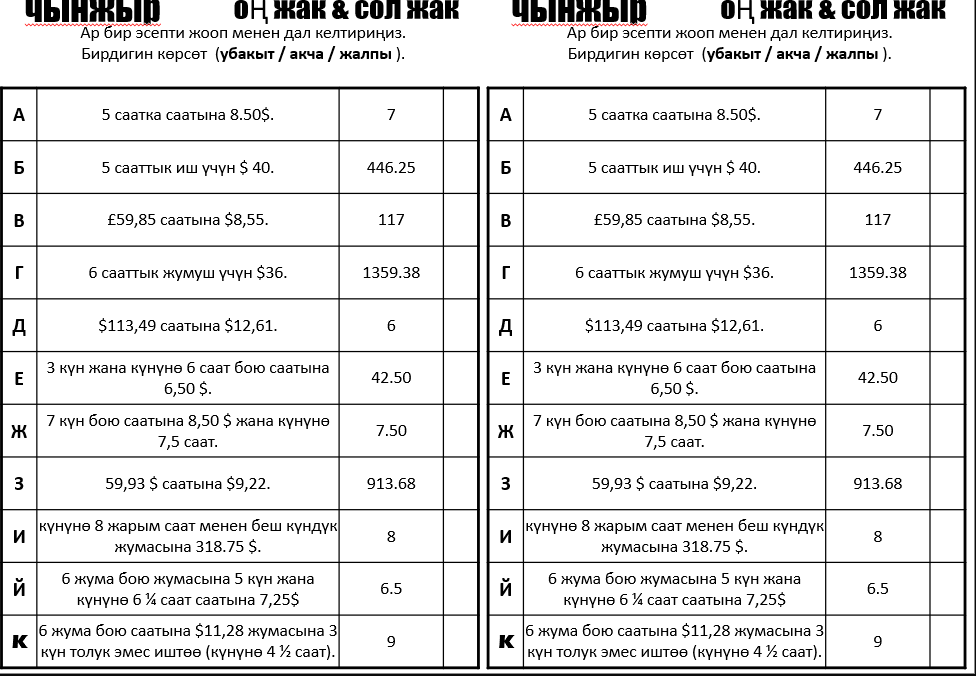 чынжыр оң жак & сол жак
Ар бир эсепти жооп менен дал келтириңиз.
Бирдигин көрсөт (убакыт / акча / жалпы ).
А 5 саатка саатына 8.50$. 7
Б 5 сааттык иш үчүн $ 40. 446.25
В £59,85 саатына $8,55. 117
Г 6 сааттык жумуш үчүн $36. 1359.38
Д $113,49 саатына $12,61. 6
Е 3 күн жана күнүнө 6 саат бою саатына
6,50 $. 42.50
Ж 7 күн бою саатына 8,50 $ жана күнүнө
7,5 саат. 7.50
З 59,93 $ саатына $9,22. 913.68
И күнүнө 8 жарым саат менен беш күндүк
жумасына 318.75 $. 8
Й 6 жума бою жумасына 5 күн жана
күнүнө 6 ¼ саат саатына 7,25$ 6.5
К 6 жума бою саатына $11,28 жумасына 3
күн толук эмес иштөө (күнүнө 4 ½ саат). 9
чынжыр оң жак & сол жак
Ар бир эсепти жооп менен дал келтириңиз.
Бирдигин көрсөт (убакыт / акча / жалпы ).
А 5 саатка саатына 8.50$. 7
Б 5 сааттык иш үчүн $ 40. 446.25
В £59,85 саатына $8,55. 117
Г 6 сааттык жумуш үчүн $36. 1359.38
Д $113,49 саатына $12,61. 6
Е 3 күн жана күнүнө 6 саат бою саатына
6,50 $. 42.50
Ж 7 күн бою саатына 8,50 $ жана күнүнө
7,5 саат. 7.50
З 59,93 $ саатына $9,22. 913.68
И күнүнө 8 жарым саат менен беш күндүк
жумасына 318.75 $. 8
Й 6 жума бою жумасына 5 күн жана
күнүнө 6 ¼ саат саатына 7,25$ 6.5
К 6 жума бою саатына $11,28 жумасына 3
күн толук эмес иштөө (күнүнө 4 ½ саат). 9